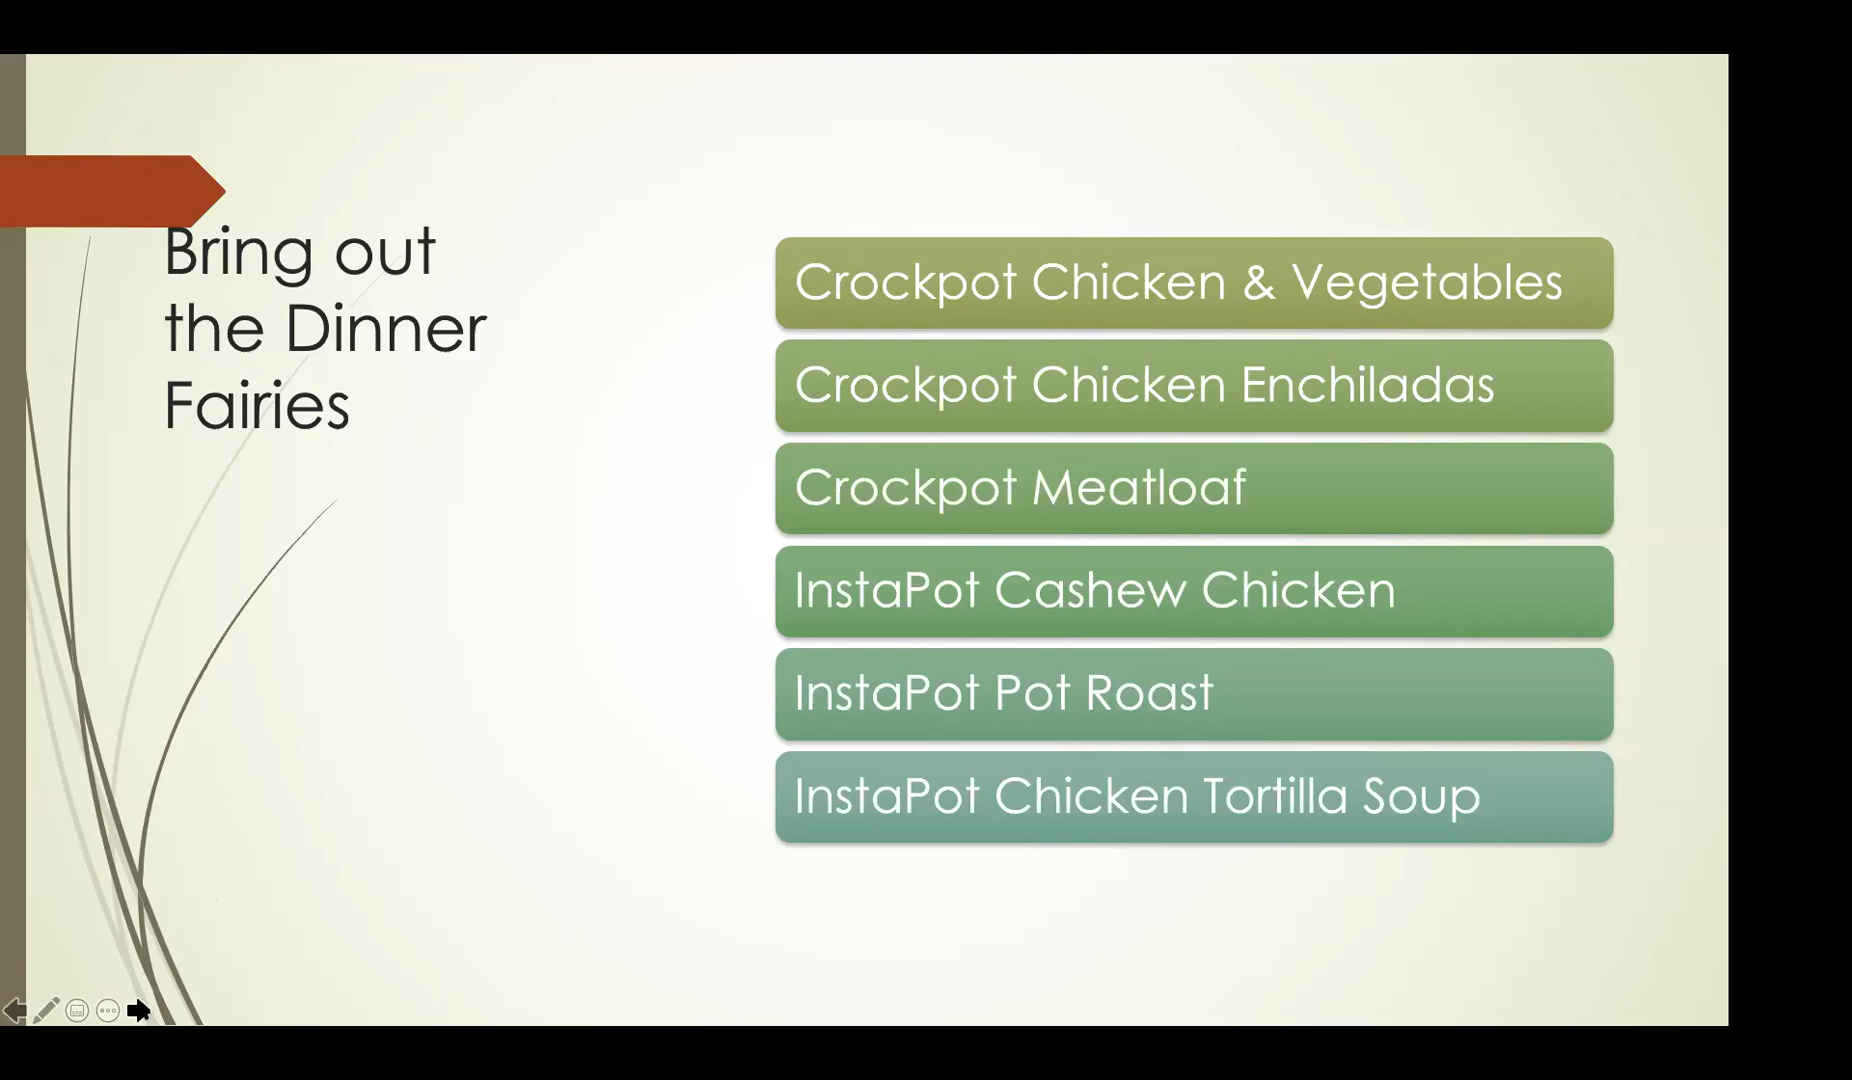 Bring out
the Dinner
Fairies
Crockpot Chicken & Vegetables
Crockpot Chicken Enchiladas
Crockpot Meatloaf
InstaPot Cashew Chicken
InstaPot Pot Roast
InstaPot Chicken Tortilla Soup